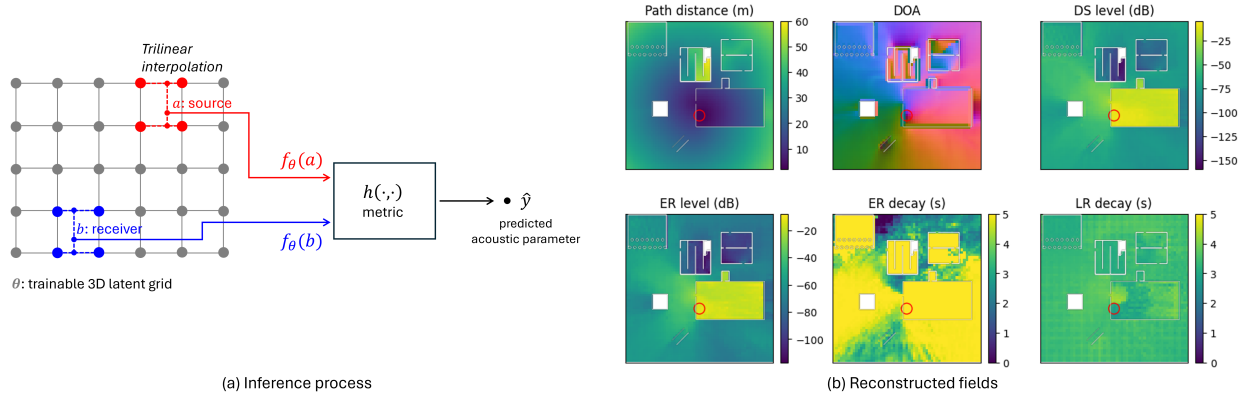 Trilinear
interpolation
a: source
b: receiver
θ: trainable 3D latent grid
f_θ(a)
f_θ(b)
h(·,·)
metric
ŷ
predicted
acoustic parameter
(a) Inference process
Path distance (m)
60
50
40
30
20
10
DOA
DS level (dB)
−25
−50
−75
−100
−125
−150
ER level (dB)
−20
−40
−60
−80
−100
ER decay (s)
5
4
3
2
1
0
LR decay (s)
5
4
3
2
1
0
(b) Reconstructed fields